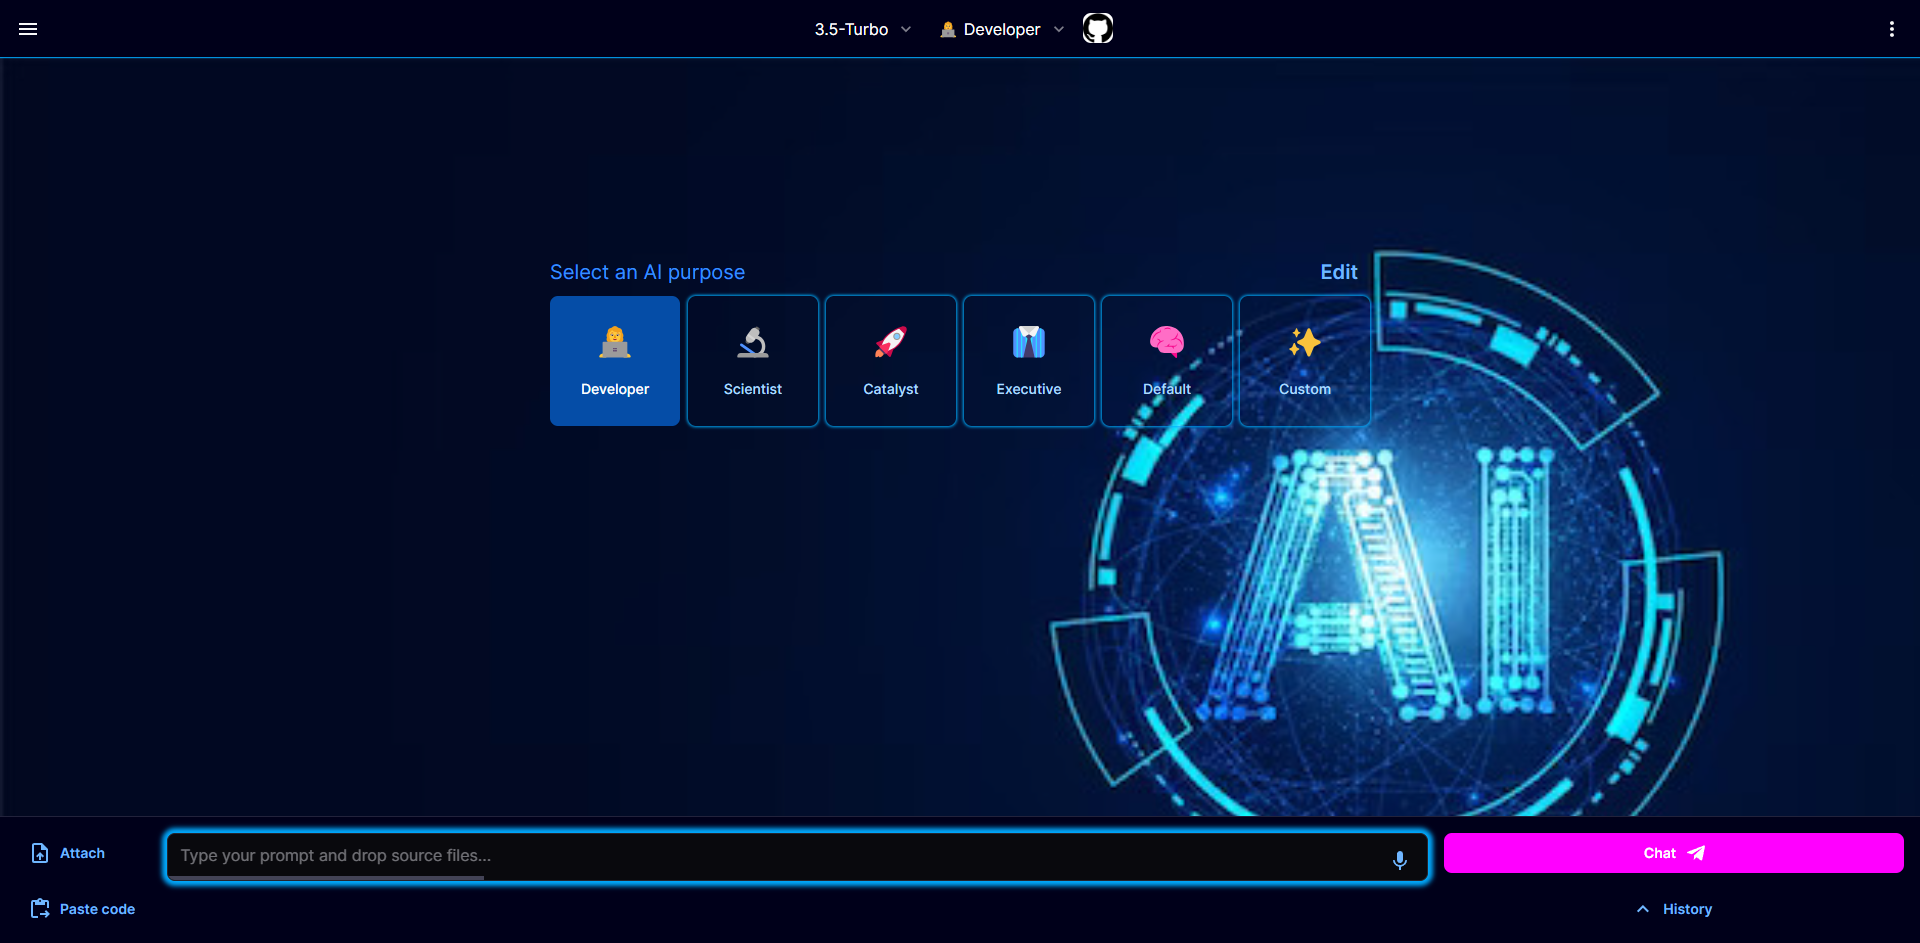 3.5-Turbo
Developer
Select an AI purpose
Edit
Developer
Scientist
Catalyst
Executive
Default
Custom
AI
Attach
Type your prompt and drop source files...
Chat
Paste code
History